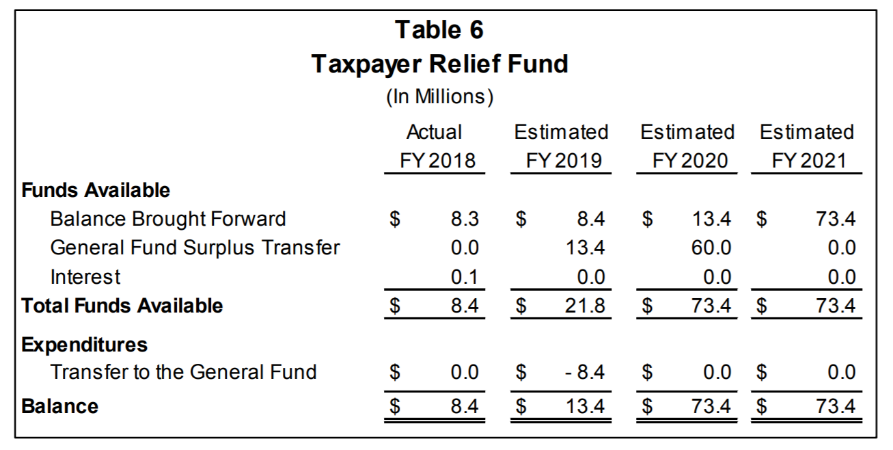 Table 6
Taxpayer Relief Fund
(In Millions)
Actual Estimated Estimated Estimated
FY 2018 FY 2019 FY 2020 FY 2021
Funds Available
Balance Brought Forward $ 8.3 $ 8.4 $ 13.4 $ 73.4
General Fund Surplus Transfer 0.0 13.4 60.0 0.0
Interest 0.1 0.0 0.0 0.0
Total Funds Available $ 8.4 $ 21.8 $ 73.4 $ 73.4
Expenditures
Transfer to the General Fund $ 0.0 $ - 8.4 $ 0.0 $ 0.0
Balance $ 8.4 $ 13.4 $ 73.4 $ 73.4